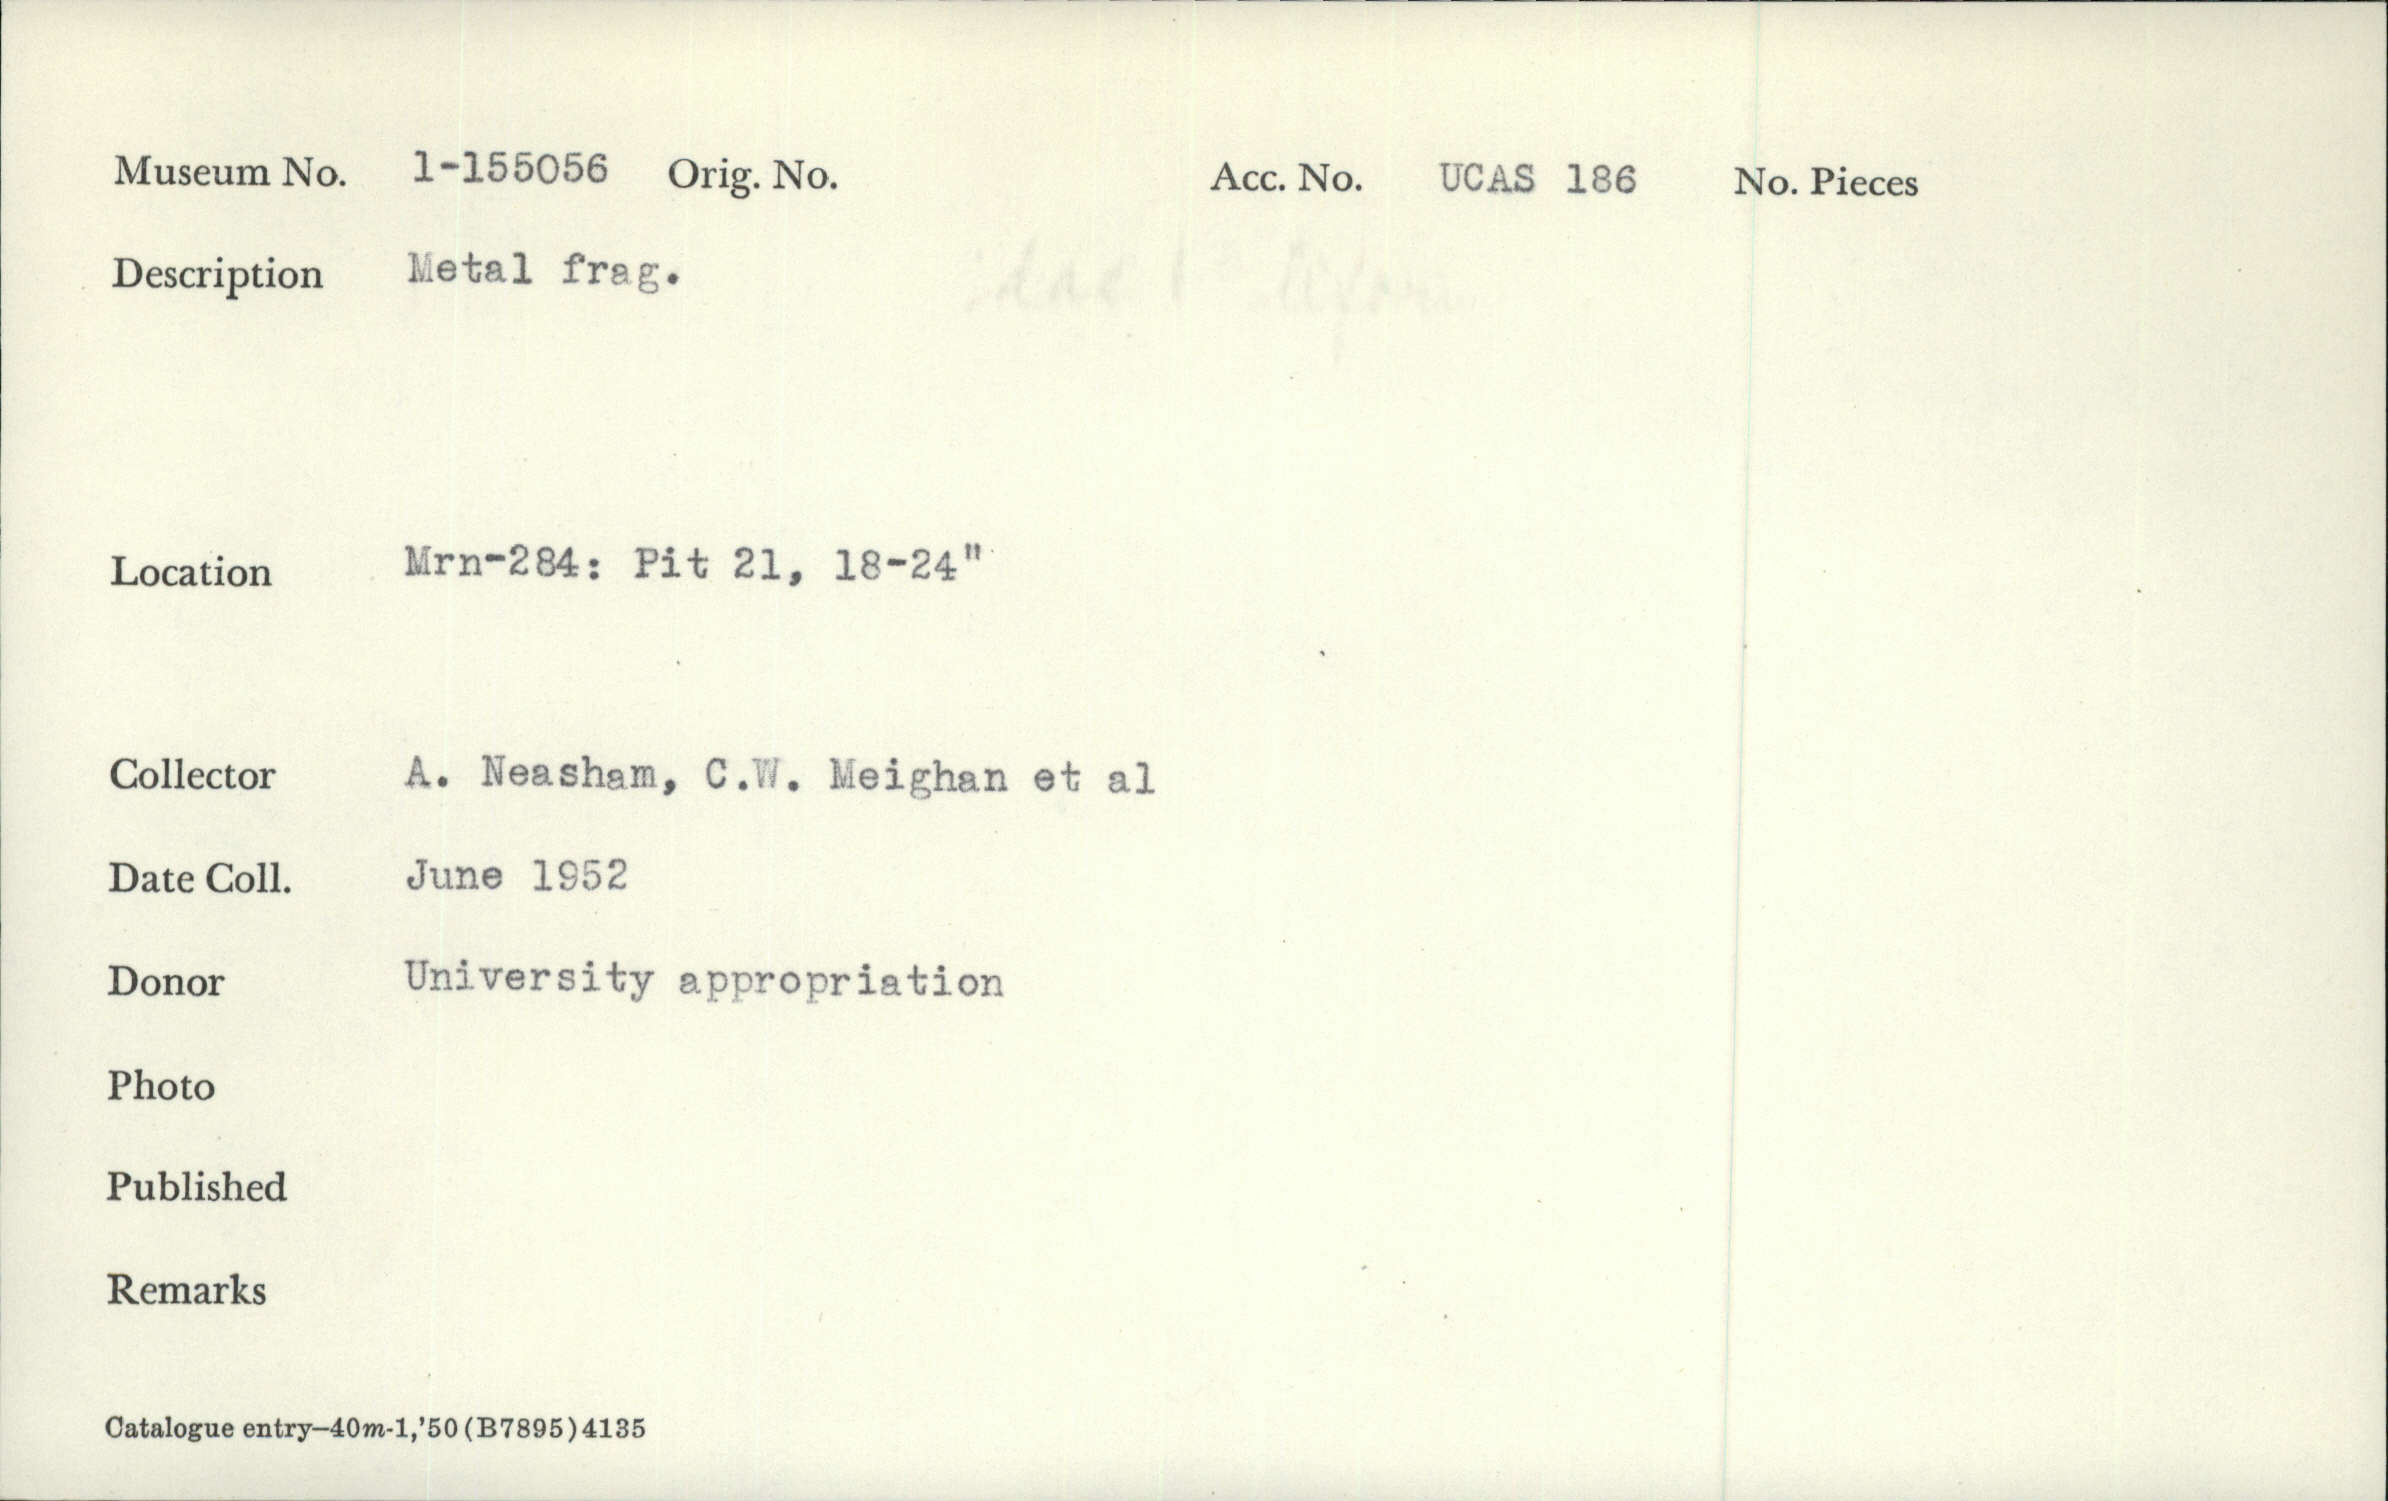 Museum No. 1-155056 Orig. No. Acc. No. UCAS 186 No. Pieces
Description Metal frag.
Location Mrn-284: Pit 21, 18-24"
Collector A. Neasham, C.W. Meighan et al
Date Coll. June 1952
Donor University appropriation
Photo
Published
Remarks
Catalogue entry—40m-1,'50(B7895)4135